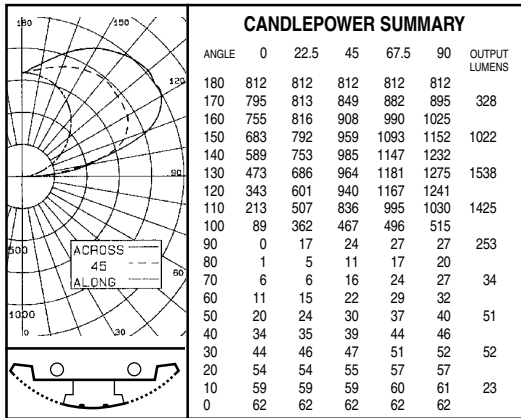 180
150
120
90
60
30
0
500
1000
ACROSS
45
ALONG
CANDLEPOWER SUMMARY
ANGLE 0 22.5 45 67.5 90 OUTPUT
LUMENS
180 812 812 812 812 812
170 795 813 849 882 895 328
160 755 816 908 990 1025
150 683 792 959 1093 1152 1022
140 589 753 985 1147 1232
130 473 686 964 1181 1275 1538
120 343 601 940 1167 1241
110 213 507 836 995 1030 1425
100 89 362 467 496 515
90 0 17 24 27 27 253
80 1 5 11 17 20
70 6 6 16 24 27 34
60 11 15 22 29 32
50 20 24 30 37 40 51
40 34 35 39 44 46
30 44 46 47 51 52 52
20 54 54 55 57 57
10 59 59 59 60 61 23
0 62 62 62 62 62